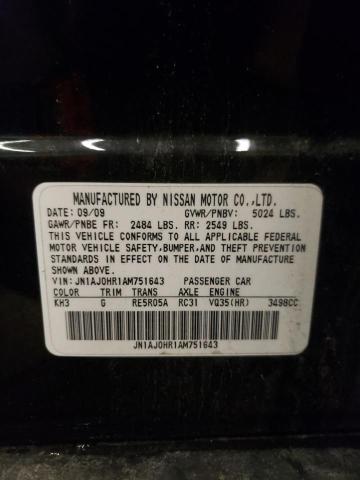 MANUFACTURED BY NISSAN MOTOR CO.,LTD.
DATE: 09/09 GVWR/PNBV: 5024 LBS.
GAWR/PNBE FR: 2484 LBS. RR: 2549 LBS.
THIS VEHICLE CONFORMS TO ALL APPLICABLE FEDERAL
MOTOR VEHICLE SAFETY,BUMPER,AND THEFT PREVENTION
STANDARDS IN EFFECT ON THE DATE OF MANUFACTURE
SHOWN ABOVE.
VIN: JN1AJ0HR1AM751643 PASSENGER CAR
COLOR TRIM TRANS AXLE ENGINE
KH3 G RE5R05A RC31 VQ35(HR) 3498CC
JN1AJ0HR1AM751643